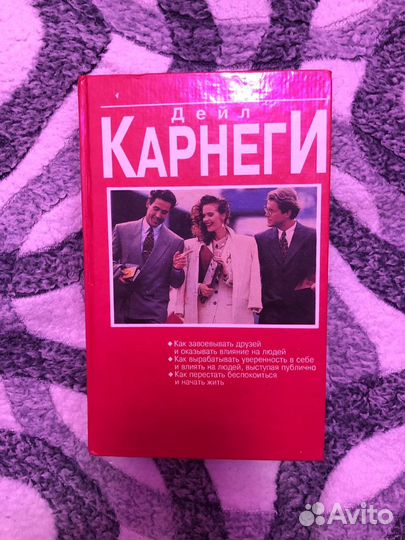 Дейл
КАРНЕГИ
Как завоевывать друзей
и оказывать влияние на людей
Как вырабатывать уверенность в себе
и влиять на людей, выступая публично
Как перестать беспокоиться
и начать жить
Avito